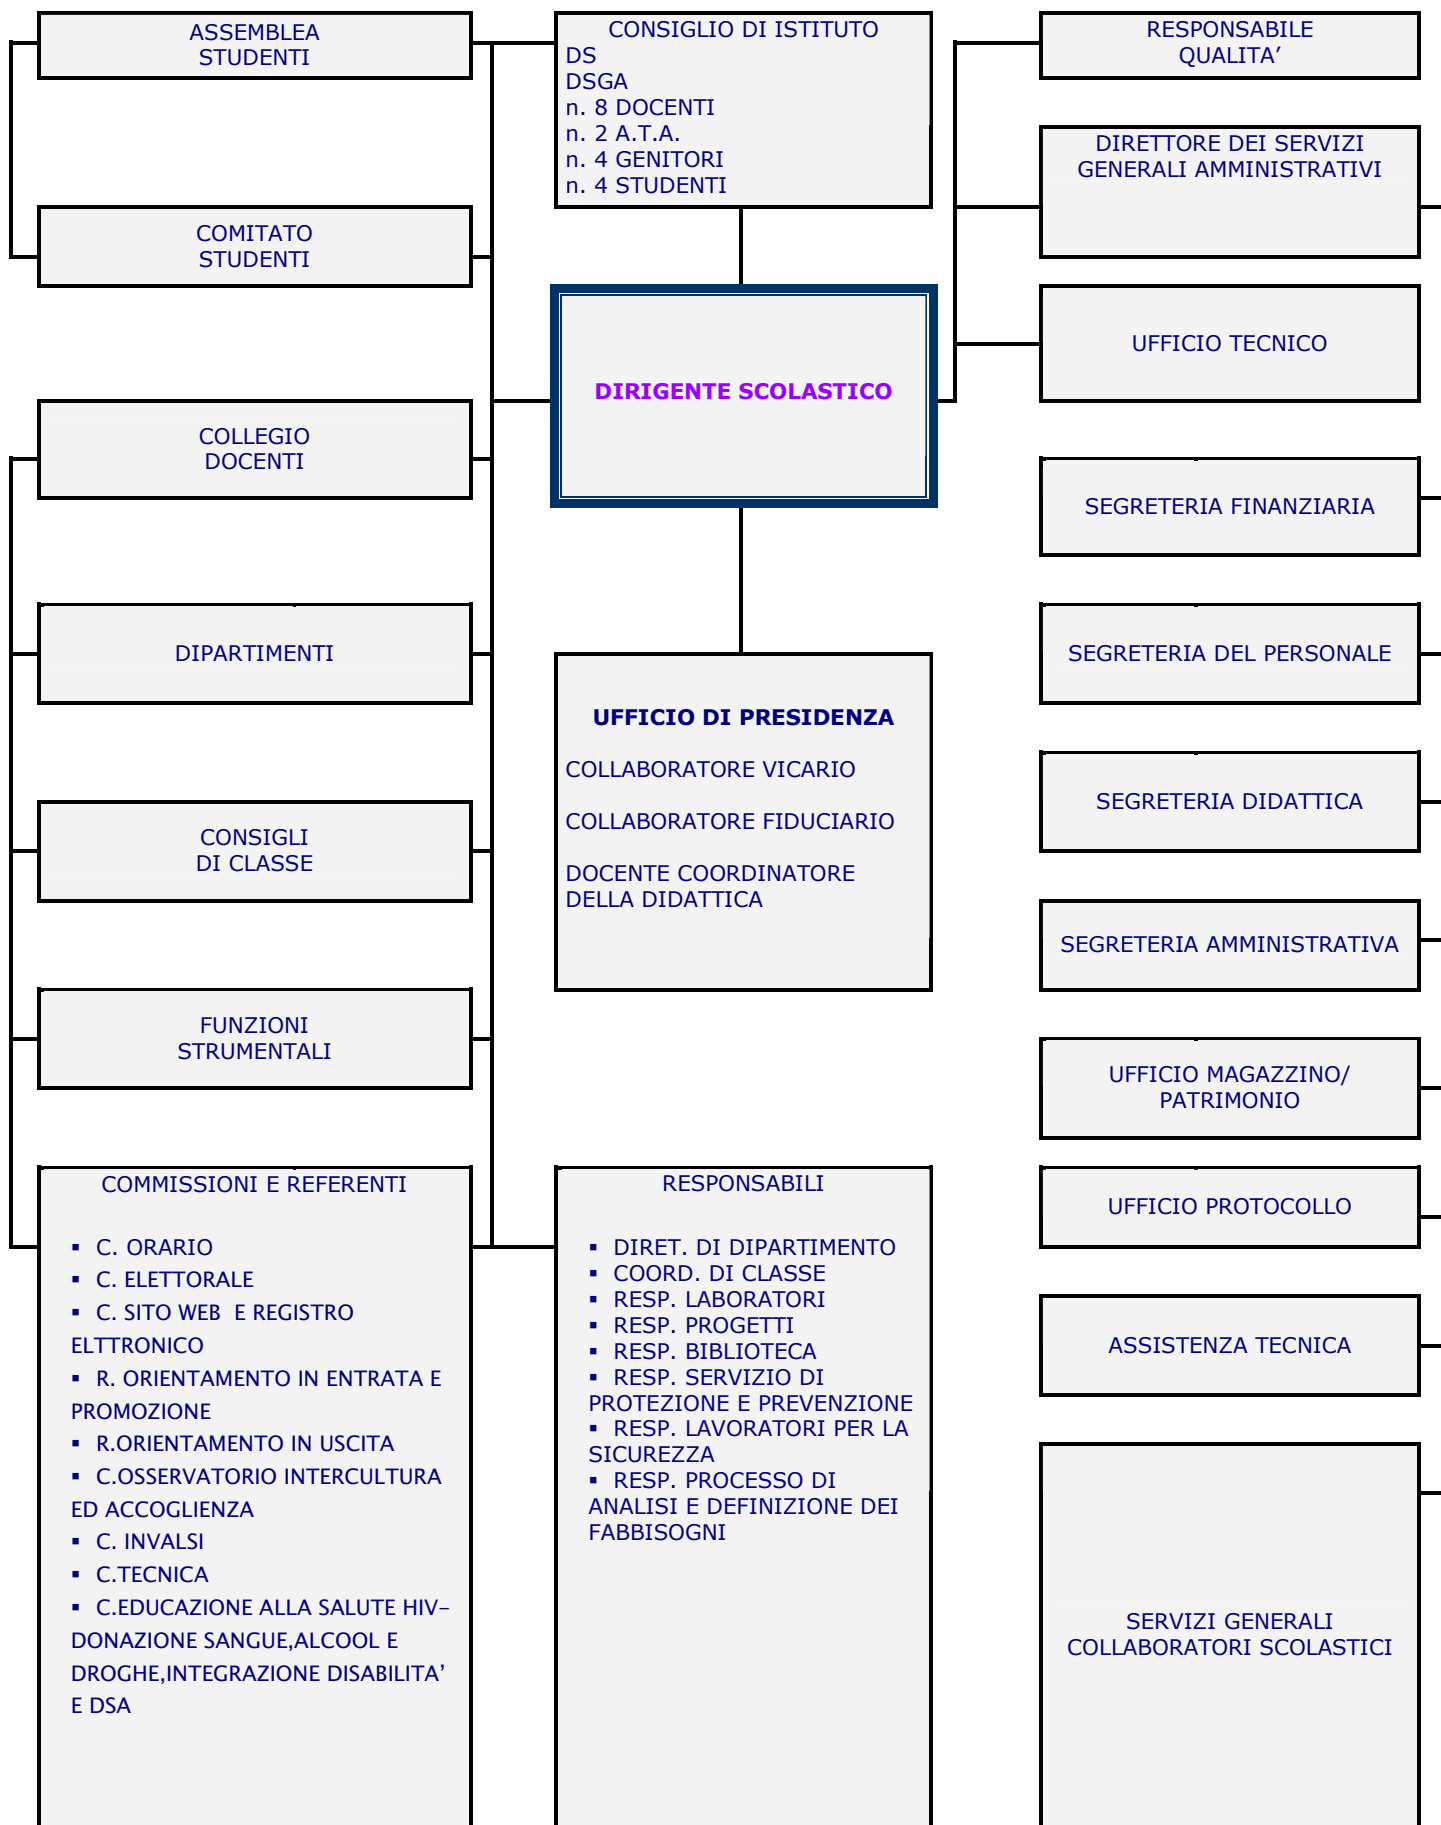 ASSEMBLEA
STUDENTI
COMITATO
STUDENTI
COLLEGIO
DOCENTI
DIPARTIMENTI
CONSIGLI
DI CLASSE
FUNZIONI
STRUMENTALI
COMMISSIONI E REFERENTI
▪ C. ORARIO
▪ C. ELETTORALE
▪ C. SITO WEB E REGISTRO
ELTTRONICO
▪ R. ORIENTAMENTO IN ENTRATA E
PROMOZIONE
▪ R.ORIENTAMENTO IN USCITA
▪ C.OSSERVATORIO INTERCULTURA
ED ACCOGLIENZA
▪ C. INVALSI
▪ C.TECNICA
▪ C.EDUCAZIONE ALLA SALUTE HIV-
DONAZIONE SANGUE,ALCOOL E
DROGHE,INTEGRAZIONE DISABILITA’
E DSA
CONSIGLIO DI ISTITUTO
DS
DSGA
n. 8 DOCENTI
n. 2 A.T.A.
n. 4 GENITORI
n. 4 STUDENTI
DIRIGENTE SCOLASTICO
UFFICIO DI PRESIDENZA
COLLABORATORE VICARIO
COLLABORATORE FIDUCIARIO
DOCENTE COORDINATORE
DELLA DIDATTICA
RESPONSABILI
▪ DIRET. DI DIPARTIMENTO
▪ COORD. DI CLASSE
▪ RESP. LABORATORI
▪ RESP. PROGETTI
▪ RESP. BIBLIOTECA
▪ RESP. SERVIZIO DI
PROTEZIONE E PREVENZIONE
▪ RESP. LAVORATORI PER LA
SICUREZZA
▪ RESP. PROCESSO DI
ANALISI E DEFINIZIONE DEI
FABBISOGNI
RESPONSABILE
QUALITA’
DIRETTORE DEI SERVIZI
GENERALI AMMINISTRATIVI
UFFICIO TECNICO
SEGRETERIA FINANZIARIA
SEGRETERIA DEL PERSONALE
SEGRETERIA DIDATTICA
SEGRETERIA AMMINISTRATIVA
UFFICIO MAGAZZINO/
PATRIMONIO
UFFICIO PROTOCOLLO
ASSISTENZA TECNICA
SERVIZI GENERALI
COLLABORATORI SCOLASTICI